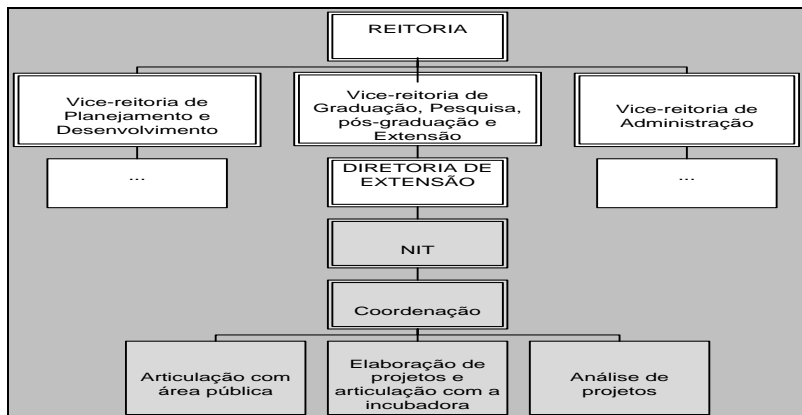 REITORIA
Vice-reitoria de
Planejamento e
Desenvolvimento
Vice-reitoria de
Graduação, Pesquisa,
pós-graduação e
Extensão
Vice-reitoria de
Administração
...
DIRETORIA DE
EXTENSÃO
...
NIT
Coordenação
Articulação com
área pública
Elaboração de
projetos e
articulação com a
incubadora
Análise de
projetos